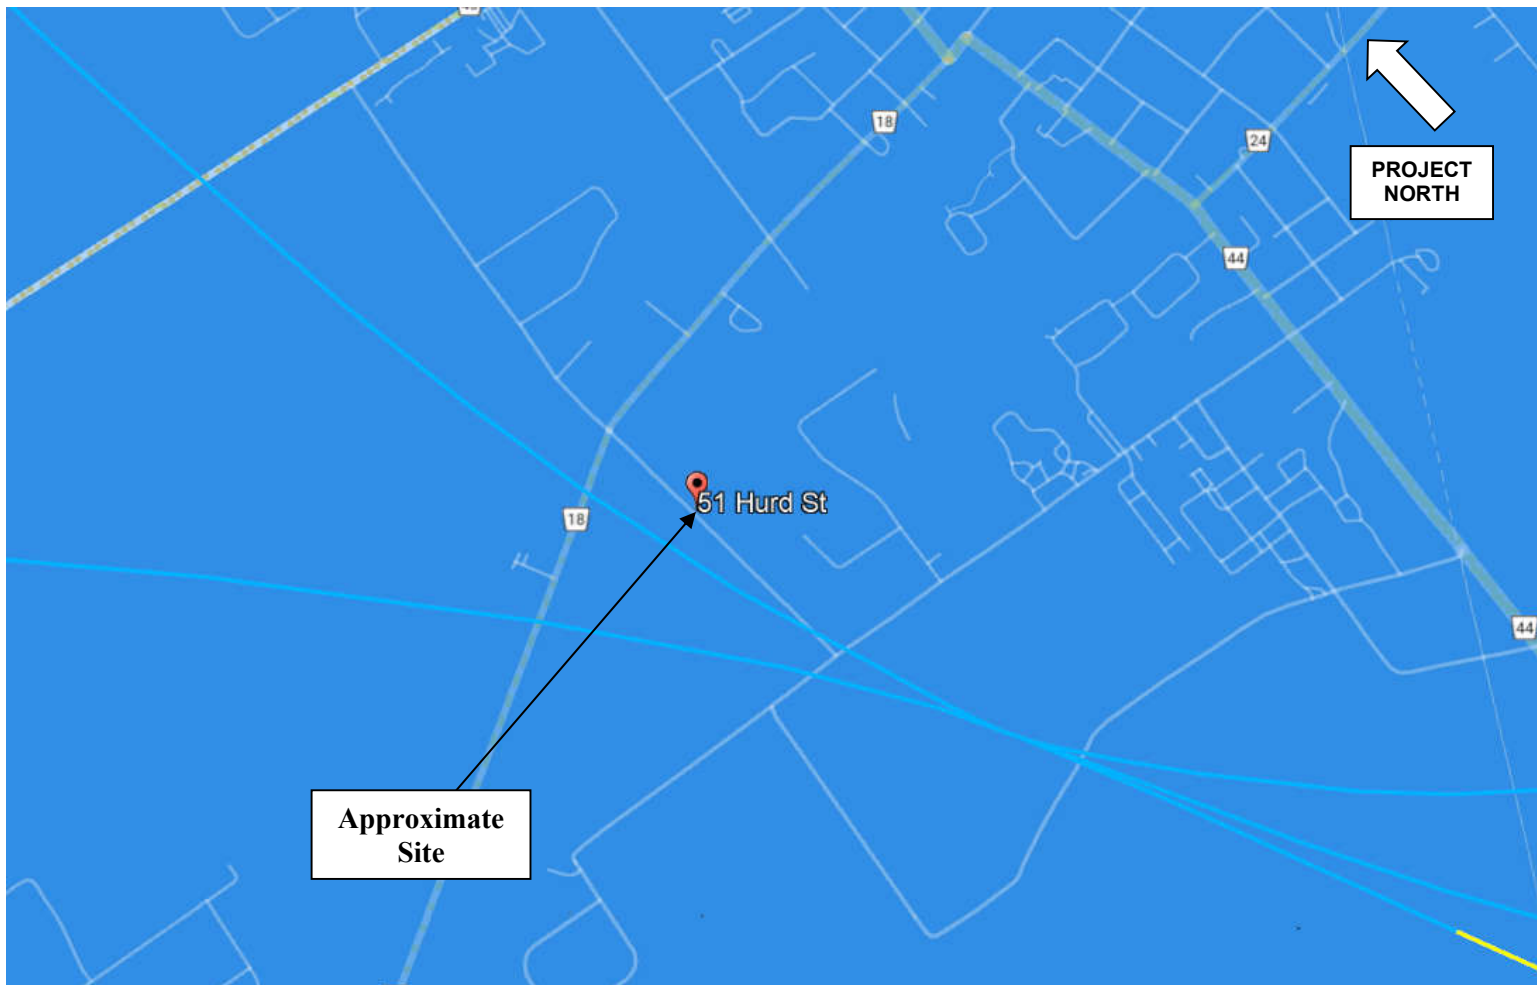 18
24
PROJECT
NORTH
44
51 Hurd St
18
44
Approximate
Site